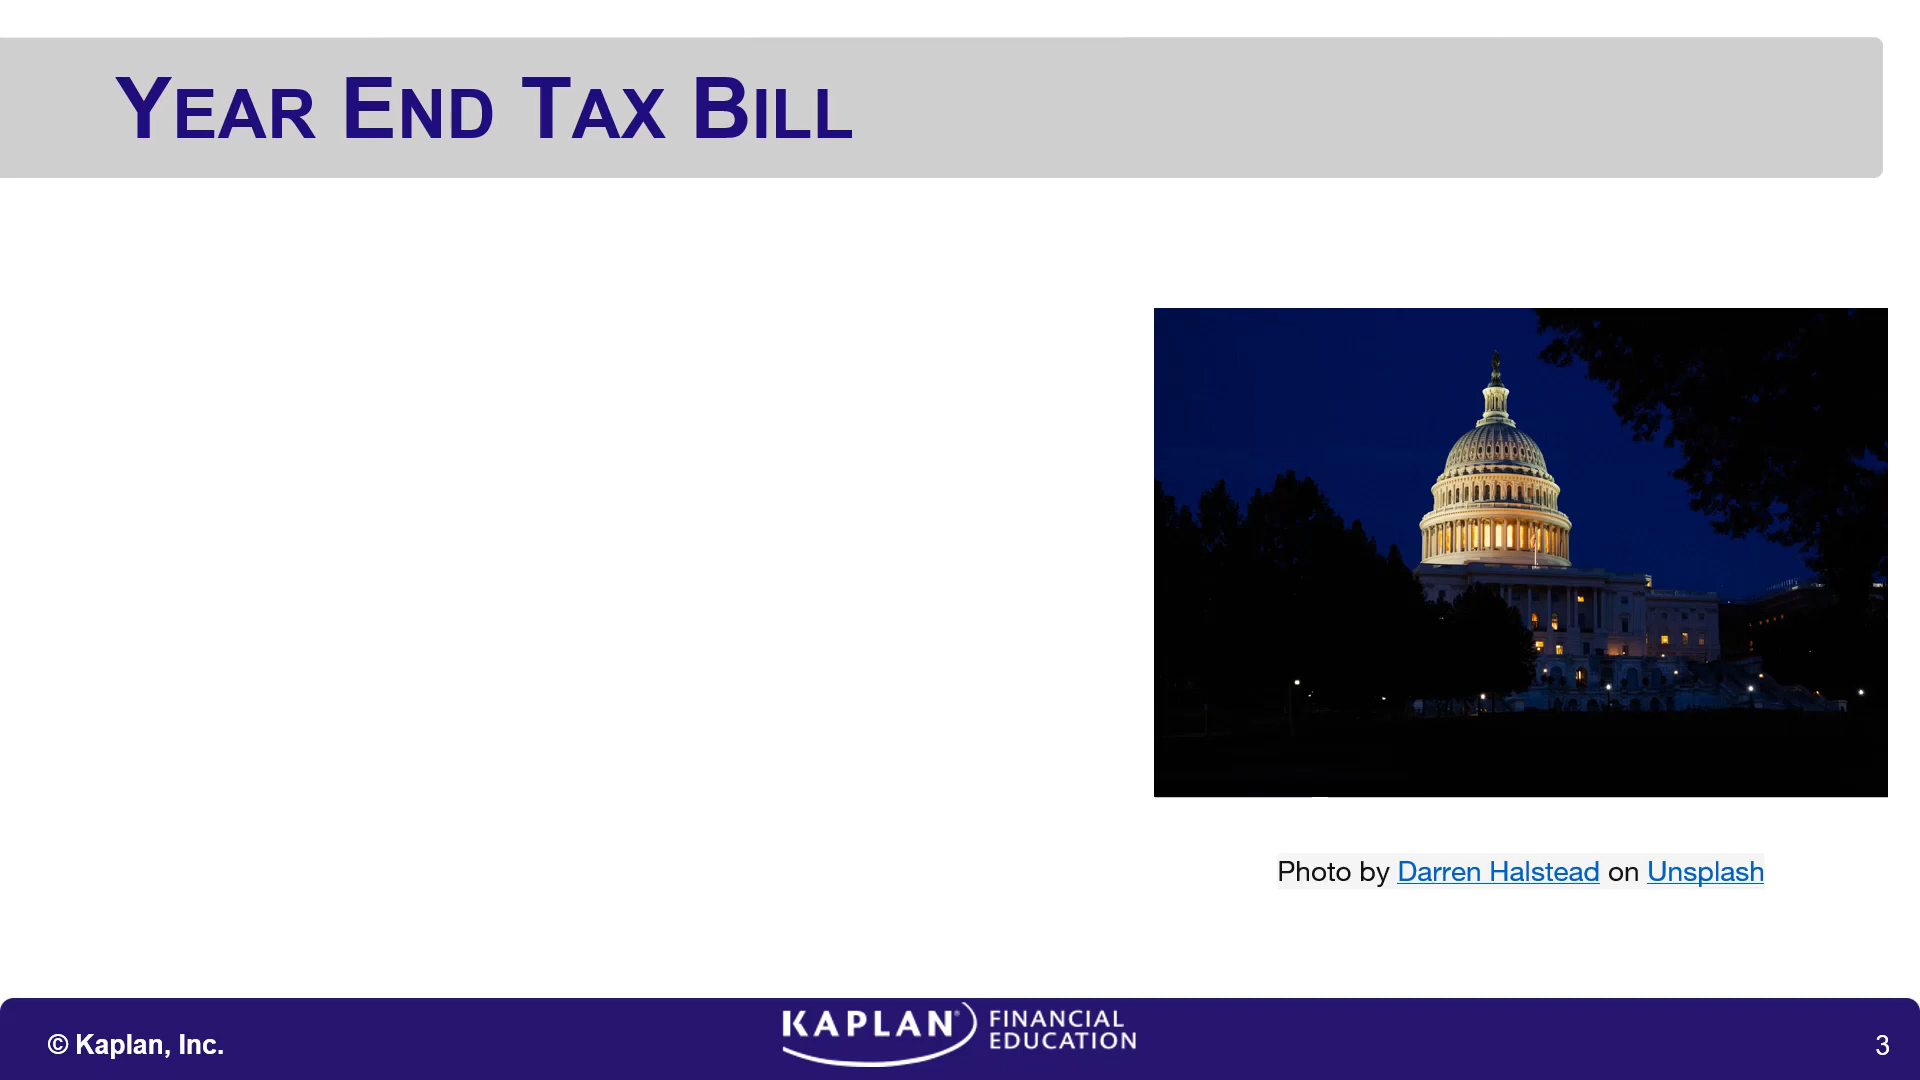 Year End Tax Bill
Photo by Darren Halstead on Unsplash
© Kaplan, Inc.
KAPLAN® FINANCIAL EDUCATION
3